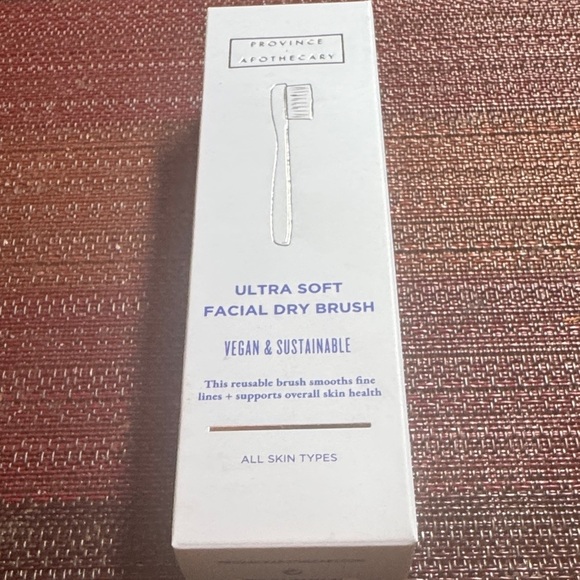 PROVINCE
APOTHECARY
ULTRA SOFT
FACIAL DRY BRUSH
VEGAN & SUSTAINABLE
This reusable brush smooths fine
lines + supports overall skin health
ALL SKIN TYPES